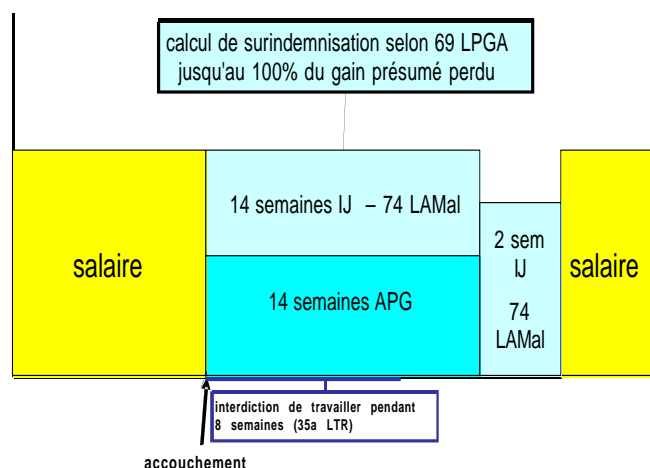 calcul de surindemnisation selon 69 LPGA
jusqu'au 100% du gain présumé perdu
14 semaines IJ – 74 LAMal
salaire
14 semaines APG
2 sem
IJ
74
LAMal
salaire
interdiction de travailler pendant
8 semaines (35a LTR)
accouchement